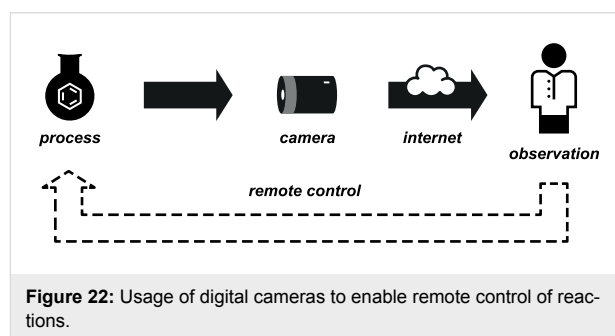 process
camera
internet
observation
remote control
Figure 22: Usage of digital cameras to enable remote control of reac-
tions.